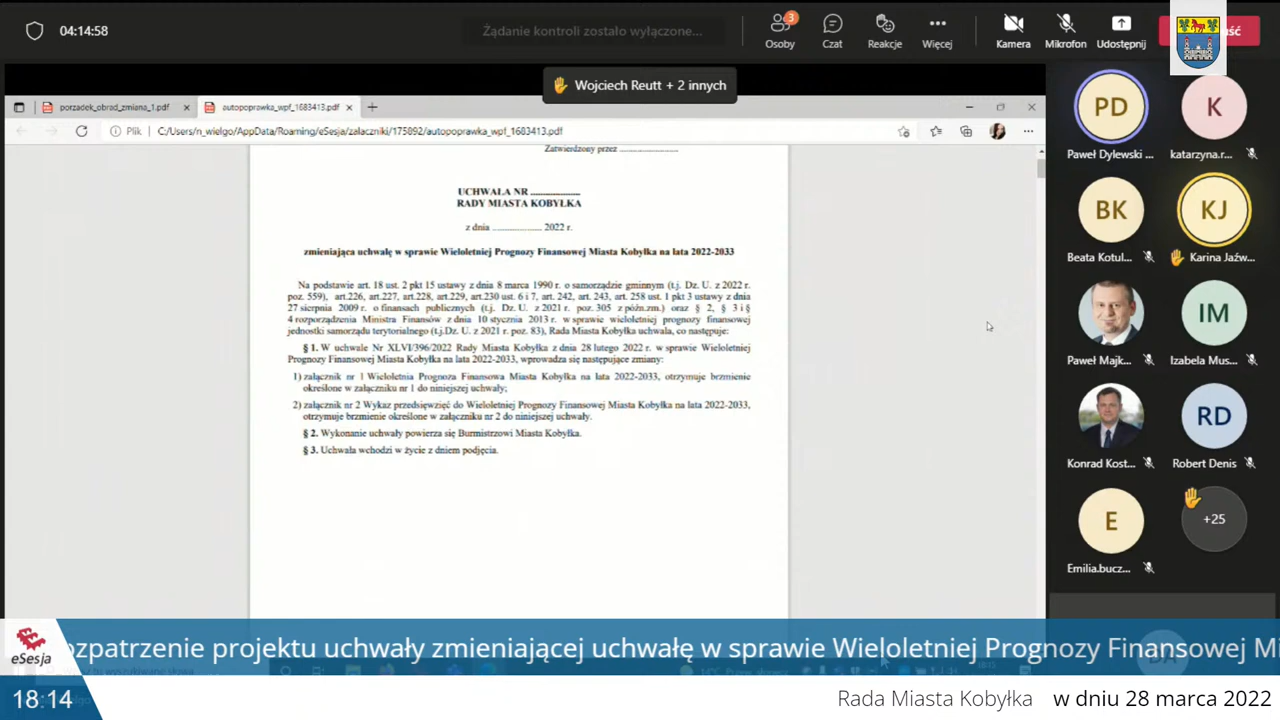 04:14:58
Żądanie kontroli zostało wyłączone...
3
Osoby
Czat
Reakcje
Więcej
Kamera
Mikrofon
Udostępnij
Wojciech Reutt + 2 innych
porzadek_obrad_zmiana_1.pdf
autopoprawka_wpf_1683413.pdf
Plik
C:/Users/n_wielgo/AppData/Roaming/eSesja/zalaczniki/175892/autopoprawka_wpf_1683413.pdf
Zatwierdzony przez
UCHWAŁA NR
RADY MIASTA KOBYŁKA
z dnia 2022 r.
zmieniająca uchwałę w sprawie Wieloletniej Prognozy Finansowej Miasta Kobyłka na lata 2022-2033
Na podstawie art. 18 ust. 2 pkt 15 ustawy z dnia 8 marca 1990 r. o samorządzie gminnym (t.j. Dz. U. z 2022 r.
poz. 559), art.226, art.227, art.228, art.229, art.230 ust. 6 i 7, art. 242, art. 243, art. 258 ust. 1 pkt 3 ustawy z dnia
27 sierpnia 2009 r. o finansach publicznych (t.j. Dz. U. z 2021 r. poz. 305 z późn.zm.) oraz § 2, § 3 i §
4 rozporządzenia Ministra Finansów z dnia 10 stycznia 2013 r. w sprawie wieloletniej prognozy finansowej
jednostki samorządu terytorialnego (t.j.Dz. U. z 2021 r. poz. 83), Rada Miasta Kobyłka uchwala, co następuje:
§ 1. W uchwale Nr XLVI/396/2022 Rady Miasta Kobyłka z dnia 28 lutego 2022 r. w sprawie Wieloletniej
Prognozy Finansowej Miasta Kobyłka na lata 2022-2033, wprowadza się następujące zmiany:
1) załącznik nr 1 Wieloletnia Prognoza Finansowa Miasta Kobyłka na lata 2022-2033, otrzymuje brzmienie
określone w załączniku nr 1 do niniejszej uchwały;
2) załącznik nr 2 Wykaz przedsięwzięć do Wieloletniej Prognozy Finansowej Miasta Kobyłka na lata 2022-2033,
otrzymuje brzmienie określone w załączniku nr 2 do niniejszej uchwały.
§ 2. Wykonanie uchwały powierza się Burmistrzowi Miasta Kobyłka.
§ 3. Uchwała wchodzi w życie z dniem podjęcia.
PD
Paweł Dylewski ...
K
katarzyna.r...
BK
Beata Kotul...
KJ
Karina Jaźw...
Paweł Majk...
IM
Izabela Mus...
Konrad Kost...
RD
Robert Denis
E
Emilia.bucz...
+25
eSesja
ozpatrzenie projektu uchwały zmieniającej uchwałę w sprawie Wieloletniej Prognozy Finansowej Mi
18:14
Rada Miasta Kobyłka w dniu 28 marca 2022